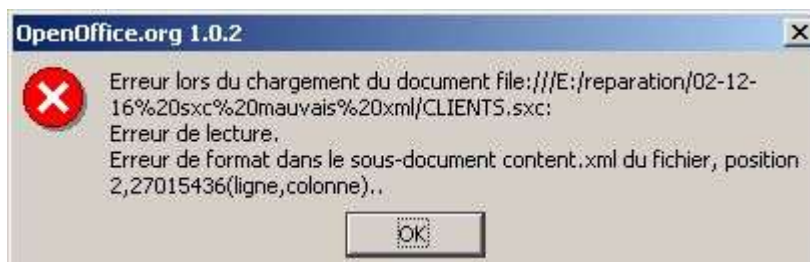 OpenOffice.org 1.0.2
Erreur lors du chargement du document file:///E:/reparation/02-12-
16%20sxc%20mauvais%20xml/CLIENTS.sxc:
Erreur de lecture.
Erreur de format dans le sous-document content.xml du fichier, position
2,27015436(ligne,colonne)..
OK